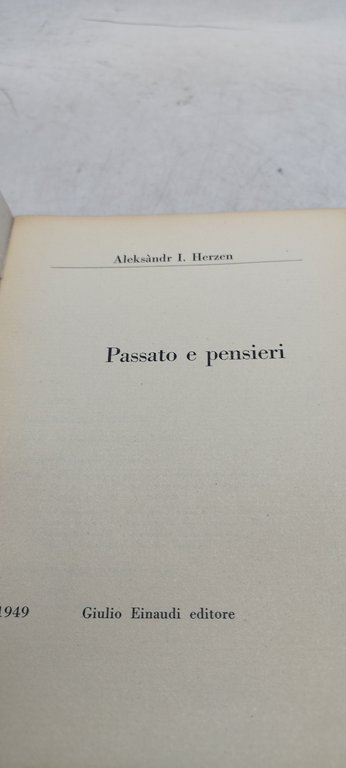 Aleksàndr I. Herzen
Passato e pensieri
1949 Giulio Einaudi editore